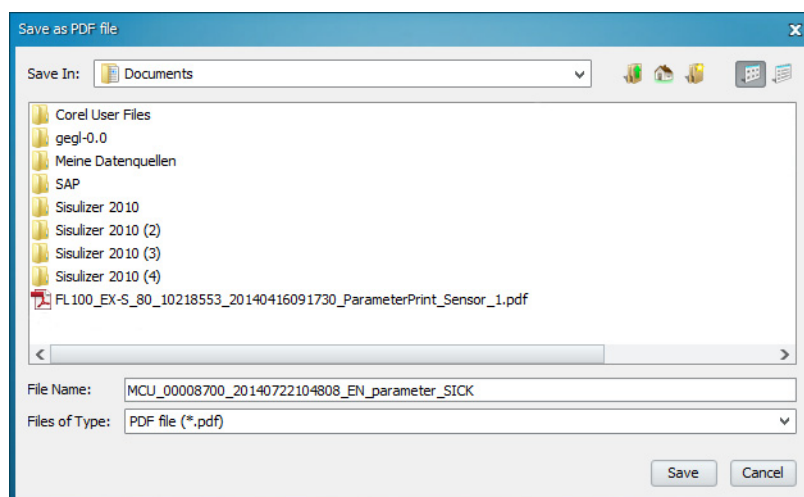 Save as PDF file
Save In: Documents
Corel User Files
gegl-0.0
Meine Datenquellen
SAP
Sisulizer 2010
Sisulizer 2010 (2)
Sisulizer 2010 (3)
Sisulizer 2010 (4)
FL100_EX-S_80_10218553_20140416091730_ParameterPrint_Sensor_1.pdf
File Name: MCU_00008700_20140722104808_EN_parameter_SICK
Files of Type: PDF file (*.pdf)
Save Cancel